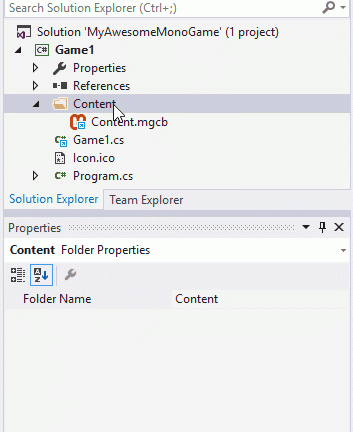 Search Solution Explorer (Ctrl+;)
Solution 'MyAwesomeMonoGame' (1 project)
C# Game1
Properties
References
Content
Content.mgcb
Game1.cs
Icon.ico
C# Program.cs
Solution Explorer Team Explorer
Properties
Content Folder Properties
Folder Name Content